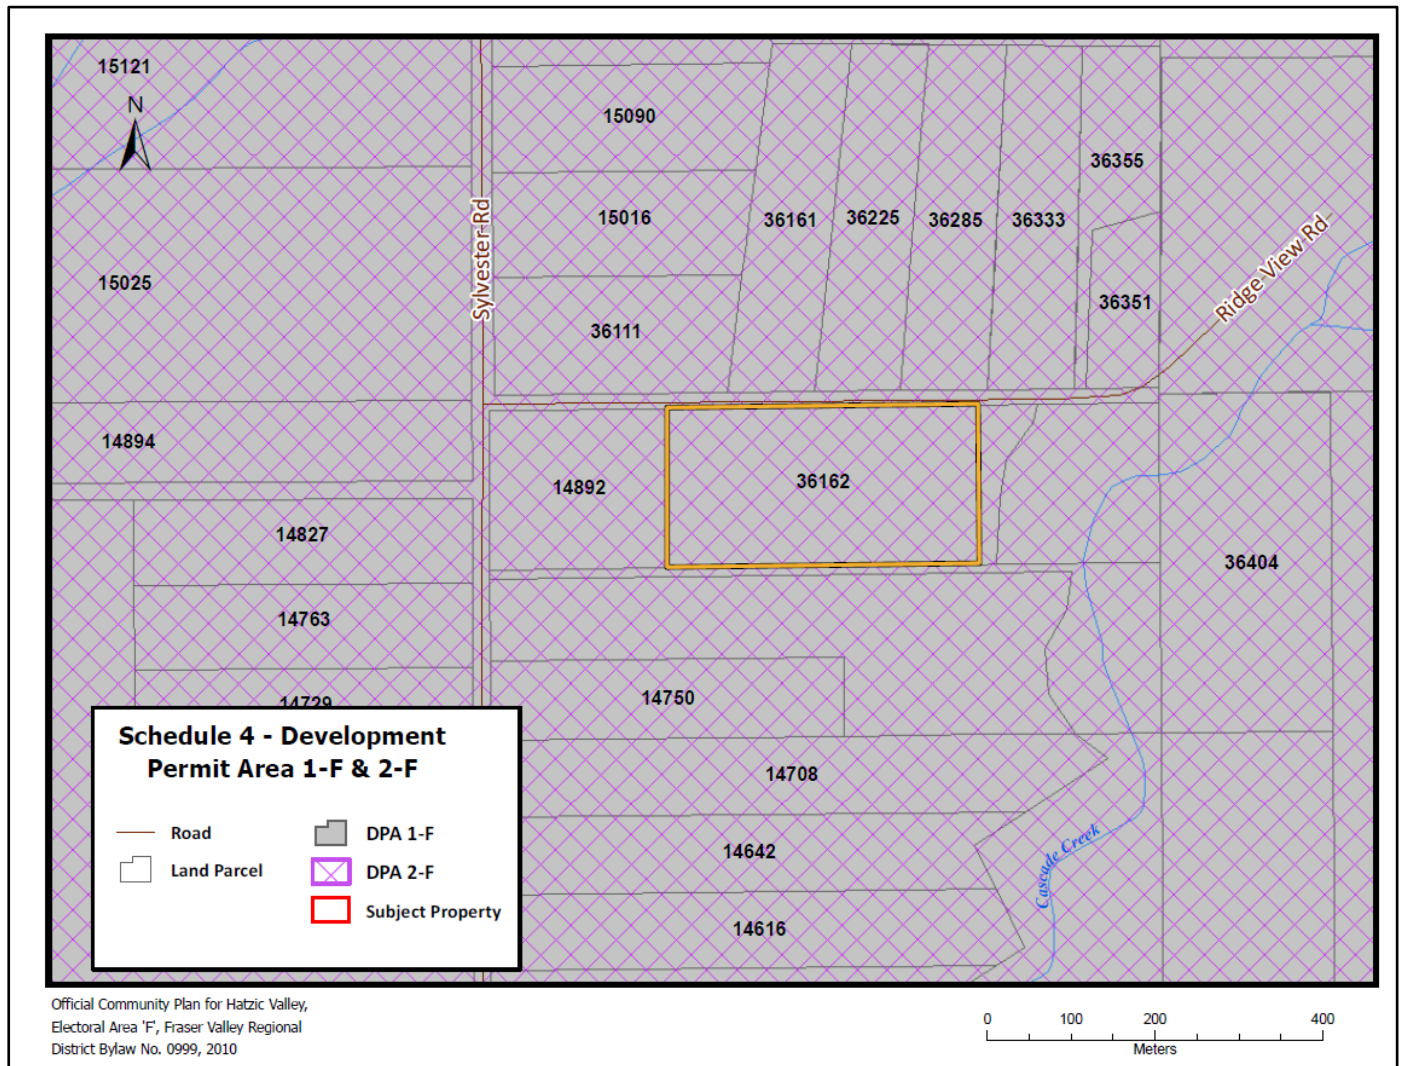 15121
N
15090
36355
15016
36161
36225
36285
36333
Sylvester Rd
Ridge View Rd
15025
36351
36111
14894
14892
36162
14827
36404
14763
14729
14750
14708
14642
14616
Cascade Creek
Schedule 4 - Development
Permit Area 1-F & 2-F
Road
DPA 1-F
Land Parcel
DPA 2-F
Subject Property
Official Community Plan for Hatzic Valley,
Electoral Area 'F', Fraser Valley Regional
District Bylaw No. 0999, 2010
0 100 200 400
Meters